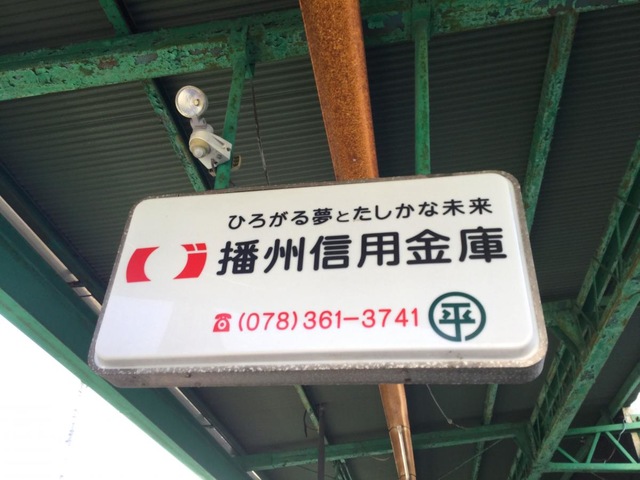 ひろがる夢とたしかな未来
播州信用金庫
☎(078)361-3741 平